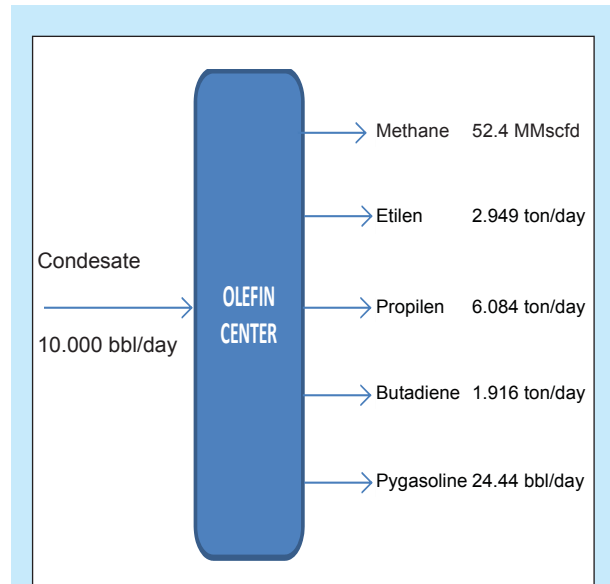 Methane 52.4 MMscfd
Etilen 2.949 ton/day
Condesate
OLEFIN
CENTER
Propilen 6.084 ton/day
10.000 bbl/day
Butadiene 1.916 ton/day
Pygasoline 24.44 bbl/day